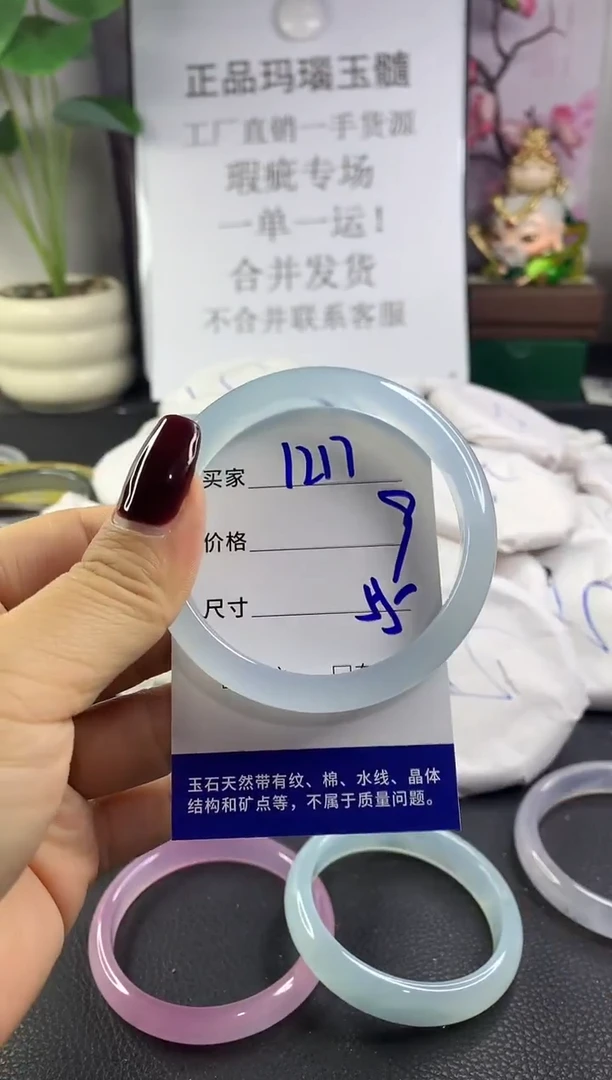 正品玛瑙玉髓
工厂直销一手货源
瑕疵专场
一单一运!
合并发货
不合并联系客服
买家 1217
价格
尺寸
玉石天然带有纹、棉、水线、晶体
结构和矿点等，不属于质量问题。